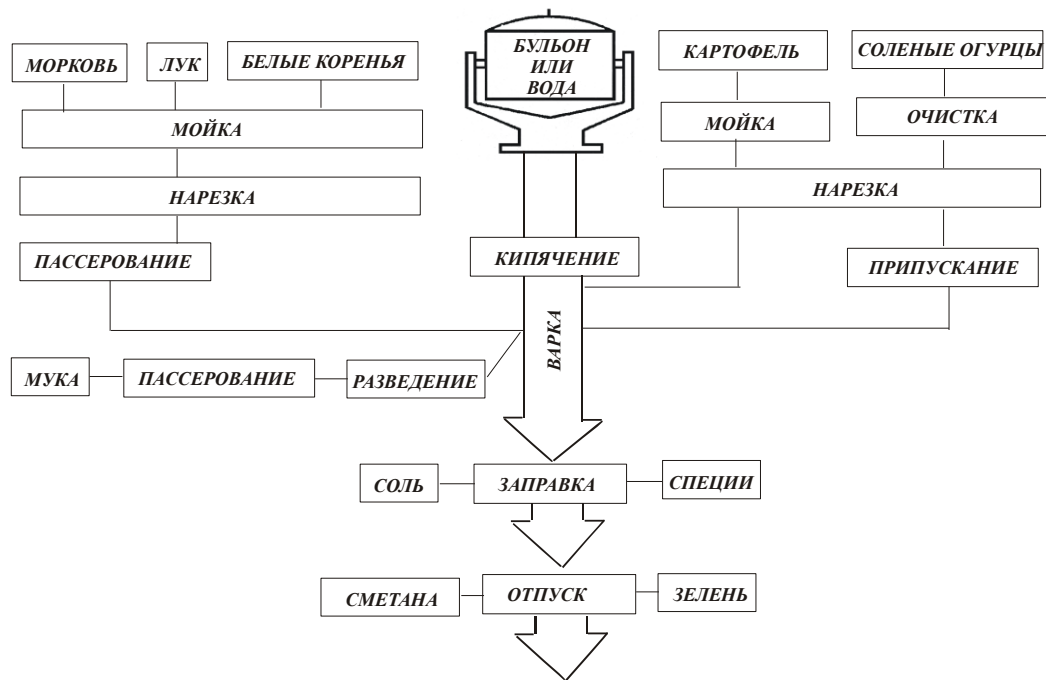 МОРКОВЬ
ЛУК
БЕЛЫЕ КОРЕНЬЯ
БУЛЬОН
ИЛИ
ВОДА
КАРТОФЕЛЬ
СОЛЕНЫЕ ОГУРЦЫ
МОЙКА
МОЙКА
ОЧИСТКА
НАРЕЗКА
НАРЕЗКА
ПАССЕРОВАНИЕ
КИПЯЧЕНИЕ
ПРИПУСКАНИЕ
ВАРКА
МУКА
ПАССЕРОВАНИЕ
РАЗВЕДЕНИЕ
СОЛЬ
ЗАПРАВКА
СПЕЦИИ
СМЕТАНА
ОТПУСК
ЗЕЛЕНЬ